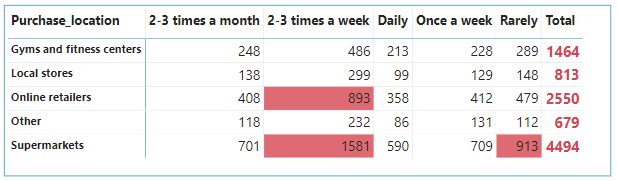 Purchase_location 2-3 times a month 2-3 times a week Daily Once a week Rarely Total
Gyms and fitness centers 248 486 213 228 289 1464
Local stores 138 299 99 129 148 813
Online retailers 408 893 358 412 479 2550
Other 118 232 86 131 112 679
Supermarkets 701 1581 590 709 913 4494